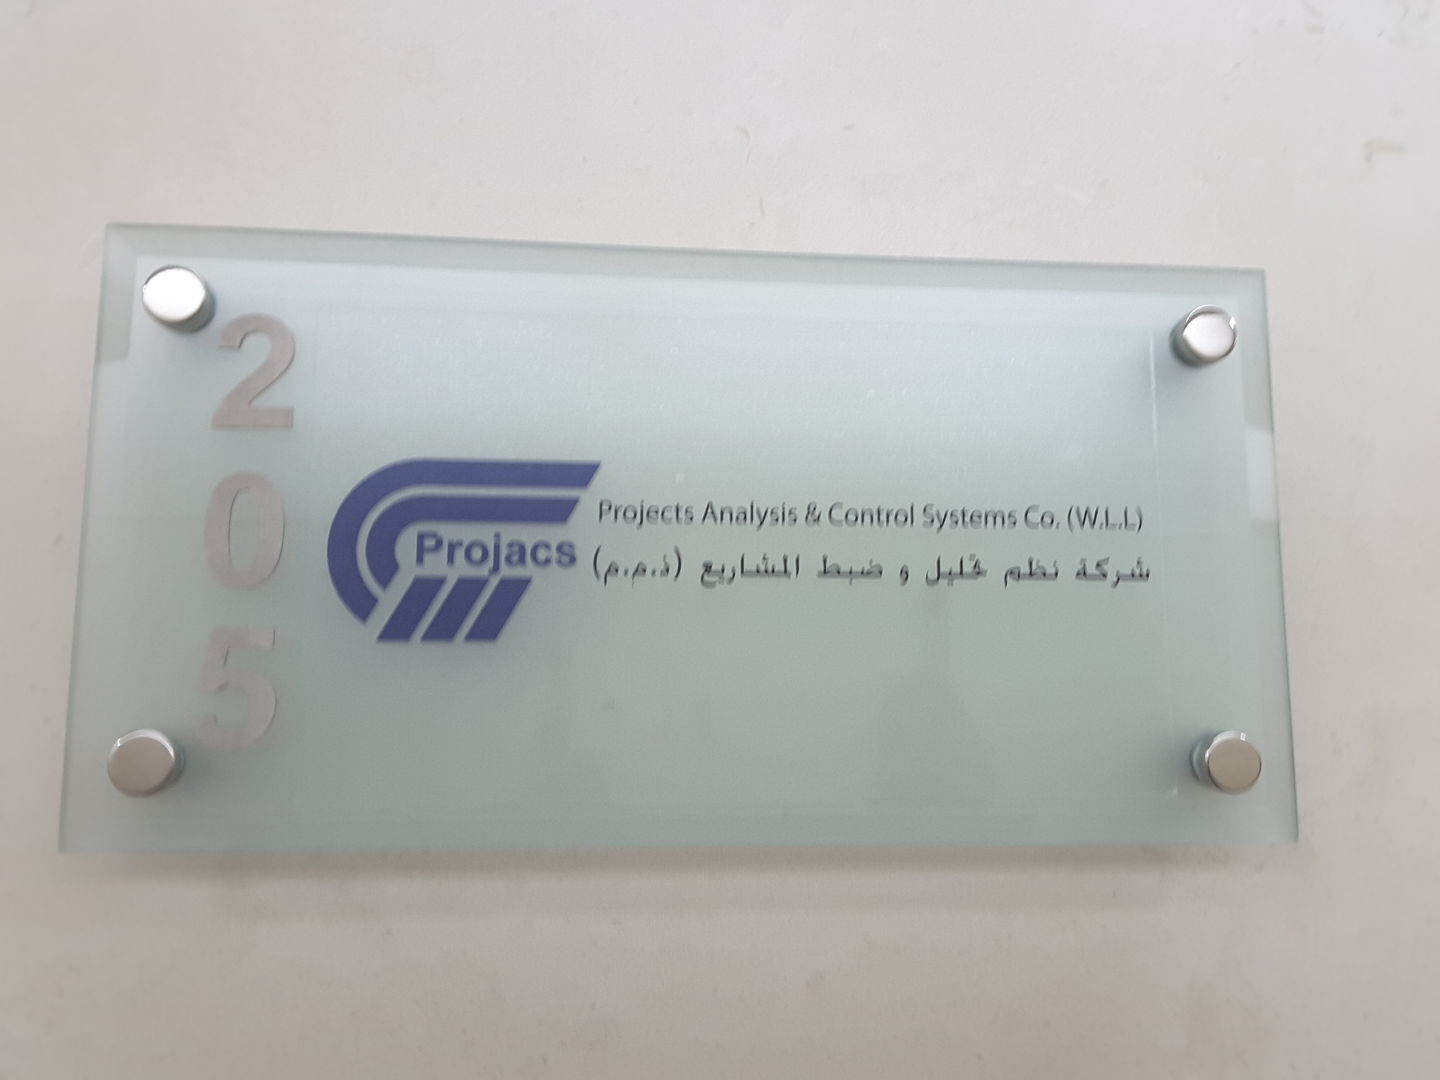 205
Projacs
Projects Analysis & Control Systems Co. (W.L.L)
شركة نظم تحليل و ضبط المشاريع (ذ.م.م)